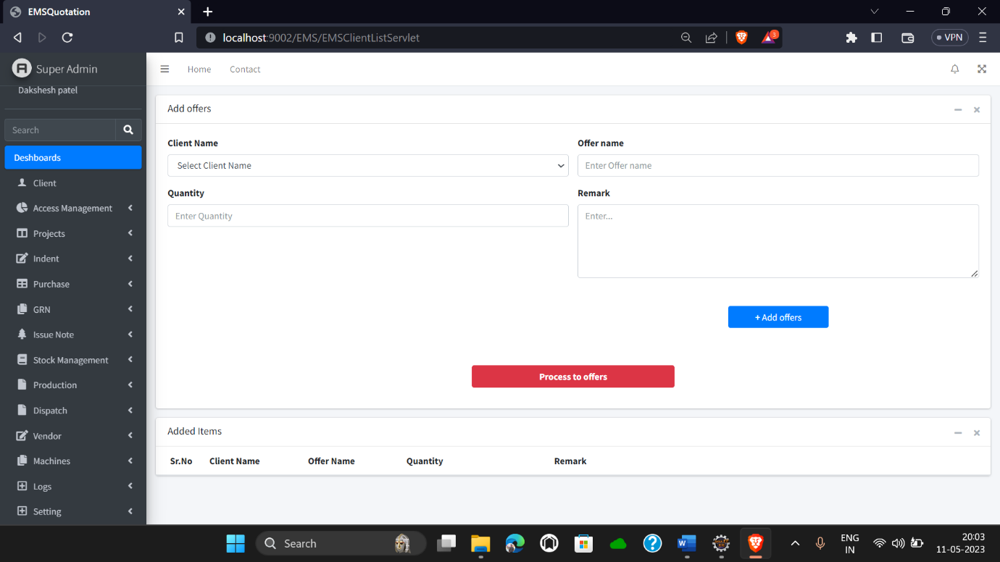 EMSQuotation
localhost:9002/EMS/EMSClientListServlet
3
VPN
Super Admin
Home Contact
Dakshesh patel
Search
Deshboards
Client
Access Management
Projects
Indent
Purchase
GRN
Issue Note
Stock Management
Production
Dispatch
Vendor
Machines
Logs
Setting
Add offers
Client Name Offer name
Select Client Name Enter Offer name
Quantity Remark
Enter Quantity Enter...
+ Add offers
Process to offers
Added Items
Sr.No Client Name Offer Name Quantity Remark
Search
ENG
IN
20:03
11-05-2023